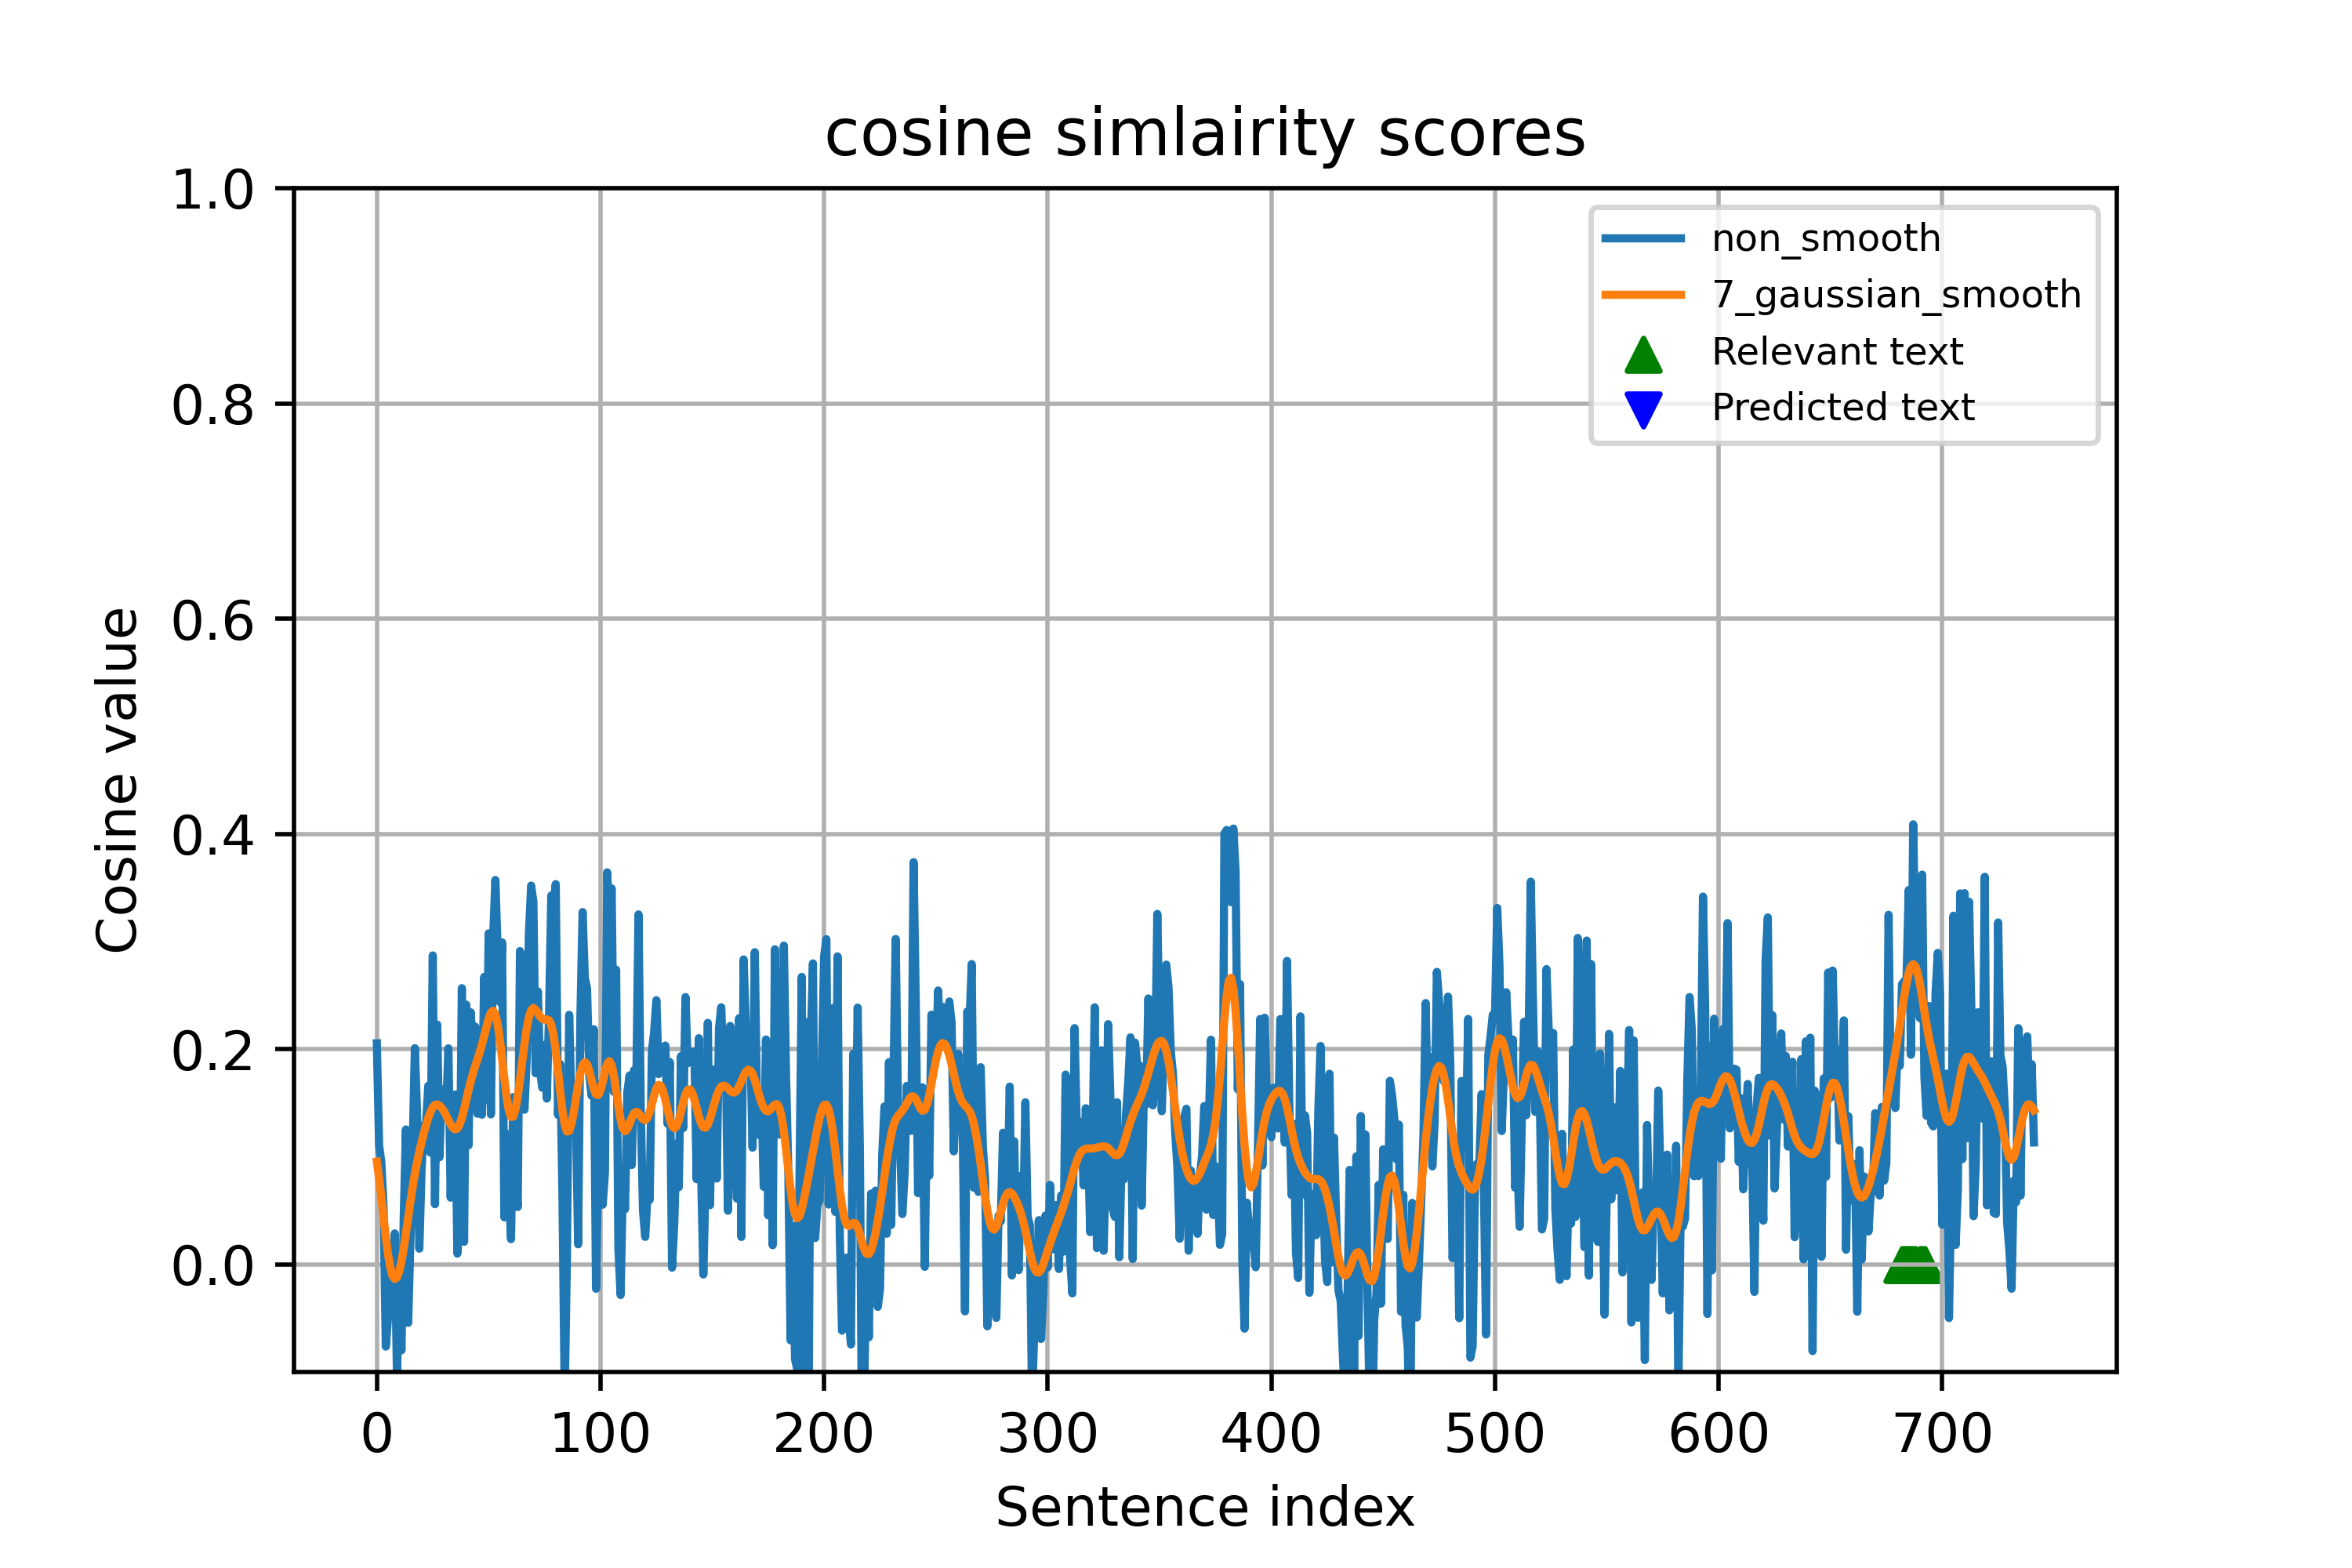 cosine simlairity scores
1.0
0.8
0.6
0.4
0.2
0.0
Cosine value
non_smooth
7_gaussian_smooth
Relevant text
Predicted text
0 100 200 300 400 500 600 700
Sentence index